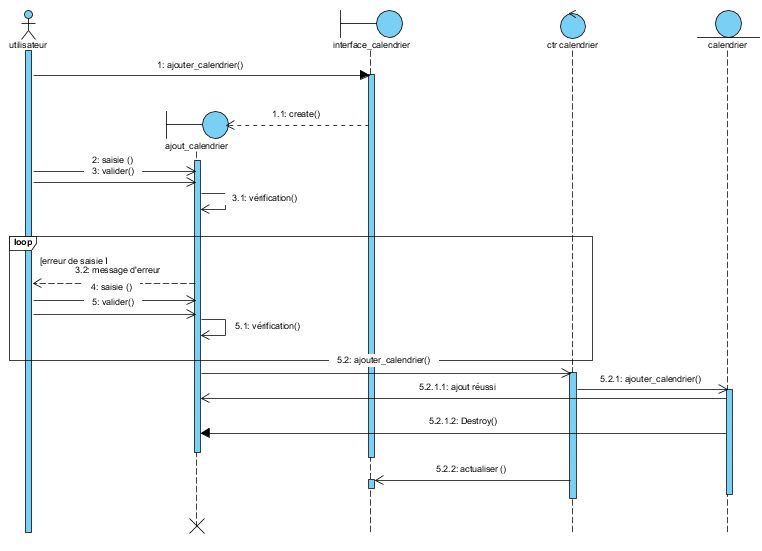 utilisateur
interface_calendrier
ctr calendrier
calendrier
1: ajouter_calendrier()
1.1: create()
ajout_calendrier
2: saisie ()
3: valider()
3.1: vérification()
loop
[erreur de saisie ]
3.2: message d'erreur
4: saisie ()
5: valider()
5.1: vérification()
5.2: ajouter_calendrier()
5.2.1: ajouter_calendrier()
5.2.1.1: ajout réussi
5.2.1.2: Destroy()
5.2.2: actualiser ()